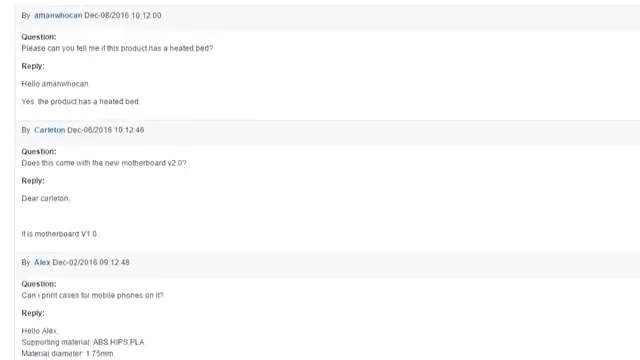 By amanwhocan Dec-08/2016 10:12:00
Question:
Please can you tell me if this product has a heated bed?
Reply:
Hello amanwhocan,
Yes, the product has a heated bed.
By Carleton Dec-06/2016 10:12:46
Question:
Does this come with the new motherboard v2.0?
Reply:
Dear carleton,
It is motherboard V1.0.
By Alex Dec-02/2016 09:12:48
Question:
Can i print cases for mobile phones on it?
Reply:
Hello Alex,
Supporting material: ABS,HIPS,PLA
Material diameter: 1.75mm.